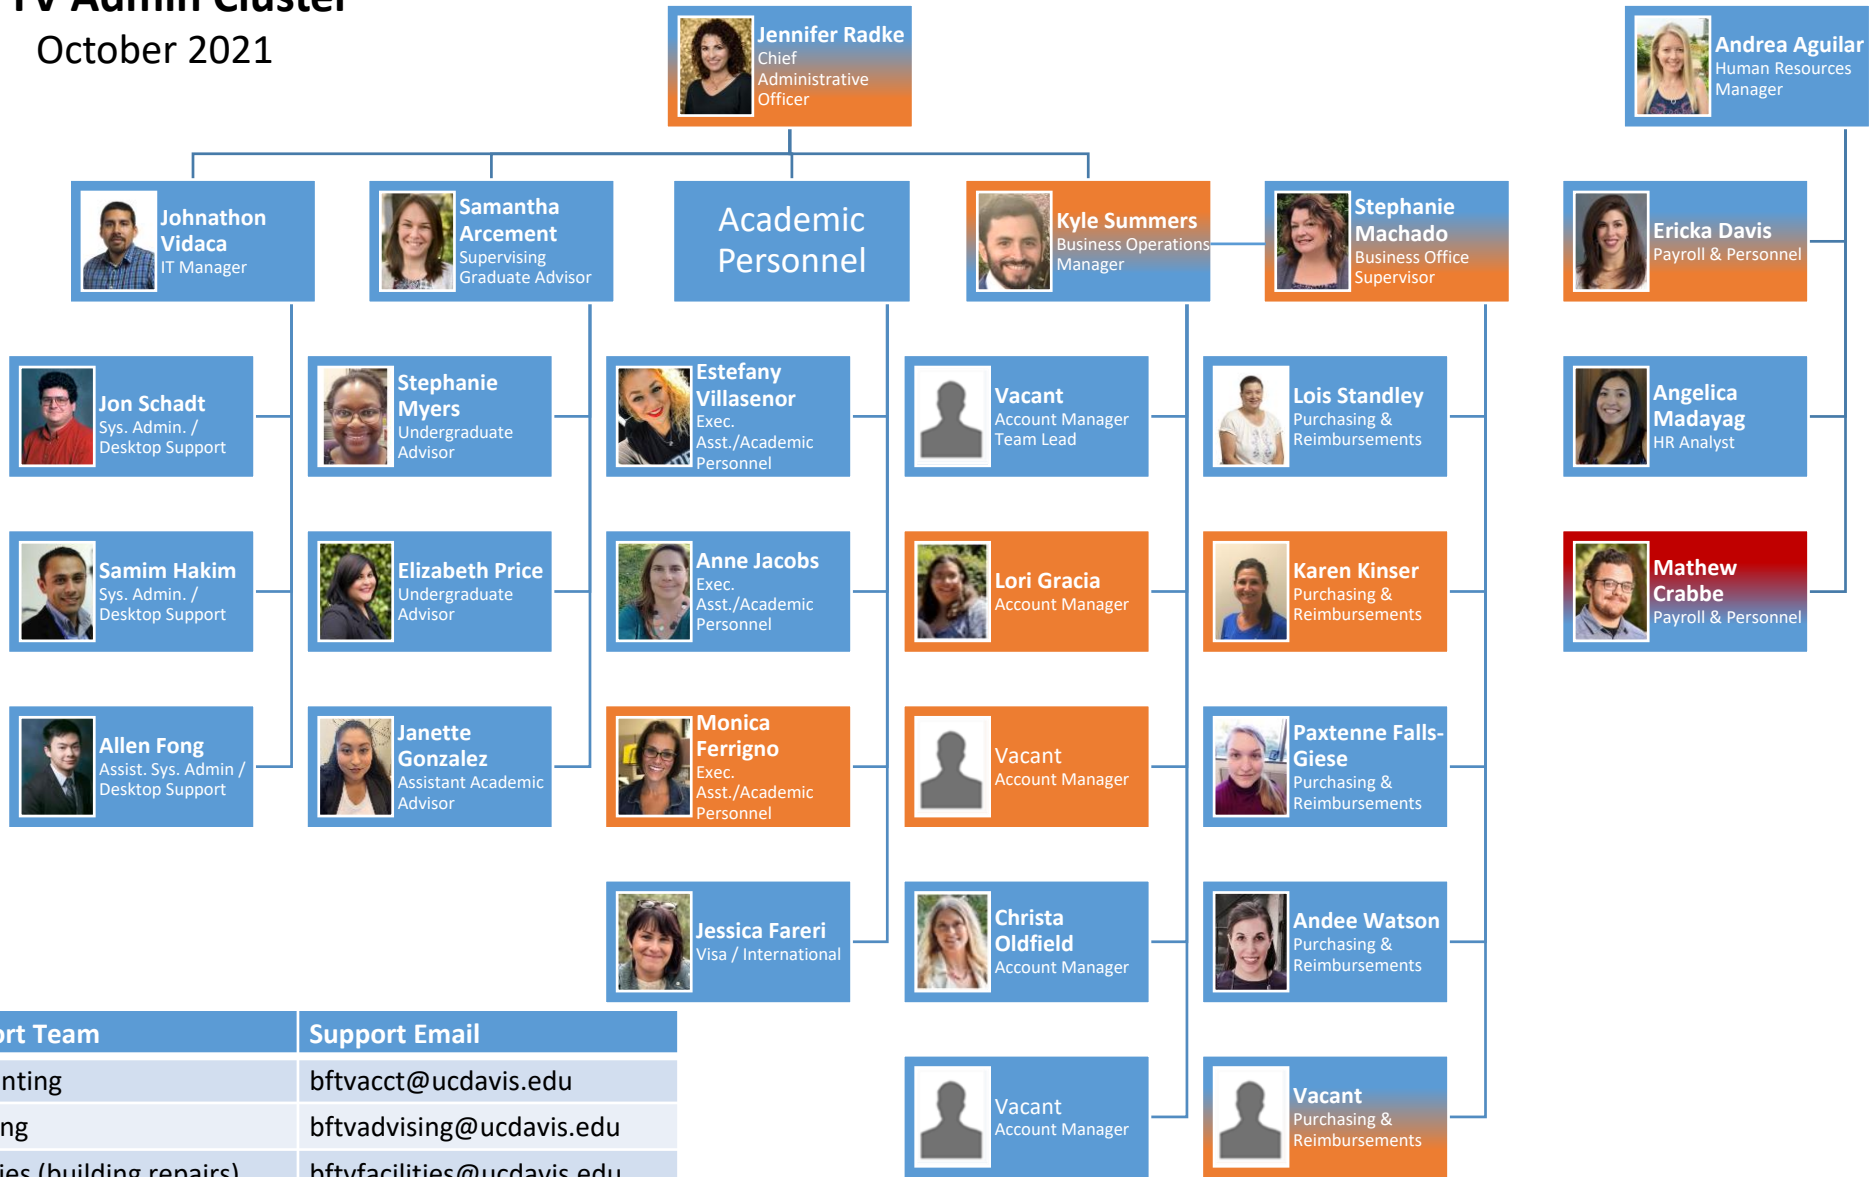 October 2021
Jennifer Radke
Chief
Administrative
Officer
Andrea Aguilar
Human Resources
Manager
Johnathon
Vidaca
IT Manager
Samantha
Arcement
Supervising
Graduate Advisor
Academic
Personnel
Kyle Summers
Business Operations
Manager
Stephanie
Machado
Business Office
Supervisor
Ericka Davis
Payroll & Personnel
Jon Schadt
Sys. Admin. /
Desktop Support
Stephanie
Myers
Undergraduate
Advisor
Estefany
Villasenor
Exec.
Asst./Academic
Personnel
Vacant
Account Manager
Team Lead
Lois Standley
Purchasing &
Reimbursements
Angelica
Madayag
HR Analyst
Samim Hakim
Sys. Admin. /
Desktop Support
Elizabeth Price
Undergraduate
Advisor
Anne Jacobs
Exec.
Asst./Academic
Personnel
Lori Gracia
Account Manager
Karen Kinser
Purchasing &
Reimbursements
Mathew
Crabbe
Payroll & Personnel
Allen Fong
Assist. Sys. Admin /
Desktop Support
Janette
Gonzalez
Assistant Academic
Advisor
Monica
Ferrigno
Exec.
Asst./Academic
Personnel
Vacant
Account Manager
Paxtenne Falls-
Giese
Purchasing &
Reimbursements
Jessica Fareri
Visa / International
Christa
Oldfield
Account Manager
Andee Watson
Purchasing &
Reimbursements
Vacant
Account Manager
Vacant
Purchasing &
Reimbursements
Team Support Email
bftvacct@ucdavis.edu
bftvadvising@ucdavis.edu
(building repairs) bftvfacilities@ucdavis.edu